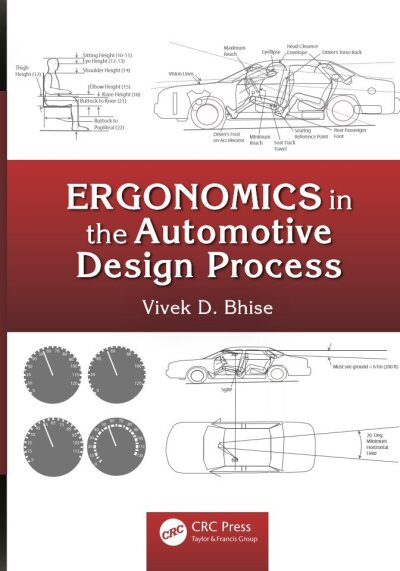 Sitting Height (10-11)
Eye Height (12-13)
Thigh
Height (12)
Shoulder Height (14)
Elbow Height (15)
Knee Height (18)
Buttock to Knee (21)
Buttock to
Popliteal (22)
Maximum
Reach
Eyellipse
Head Clearance
Envelope
Driver's Torso Back
Vision Lines
Driver's Foot
on Accelerator
Minimum
Reach
Seat Track
Travel
Seating
Reference Point
Rear Passenger
Foot
ERGONOMICS in
the Automotive
Design Process
Vivek D. Bhise
Must see ground < 61m (200 ft)
SgRP
20 Deg.
Minimum
Horizontal
Field
CRC
CRC Press
Taylor & Francis Group